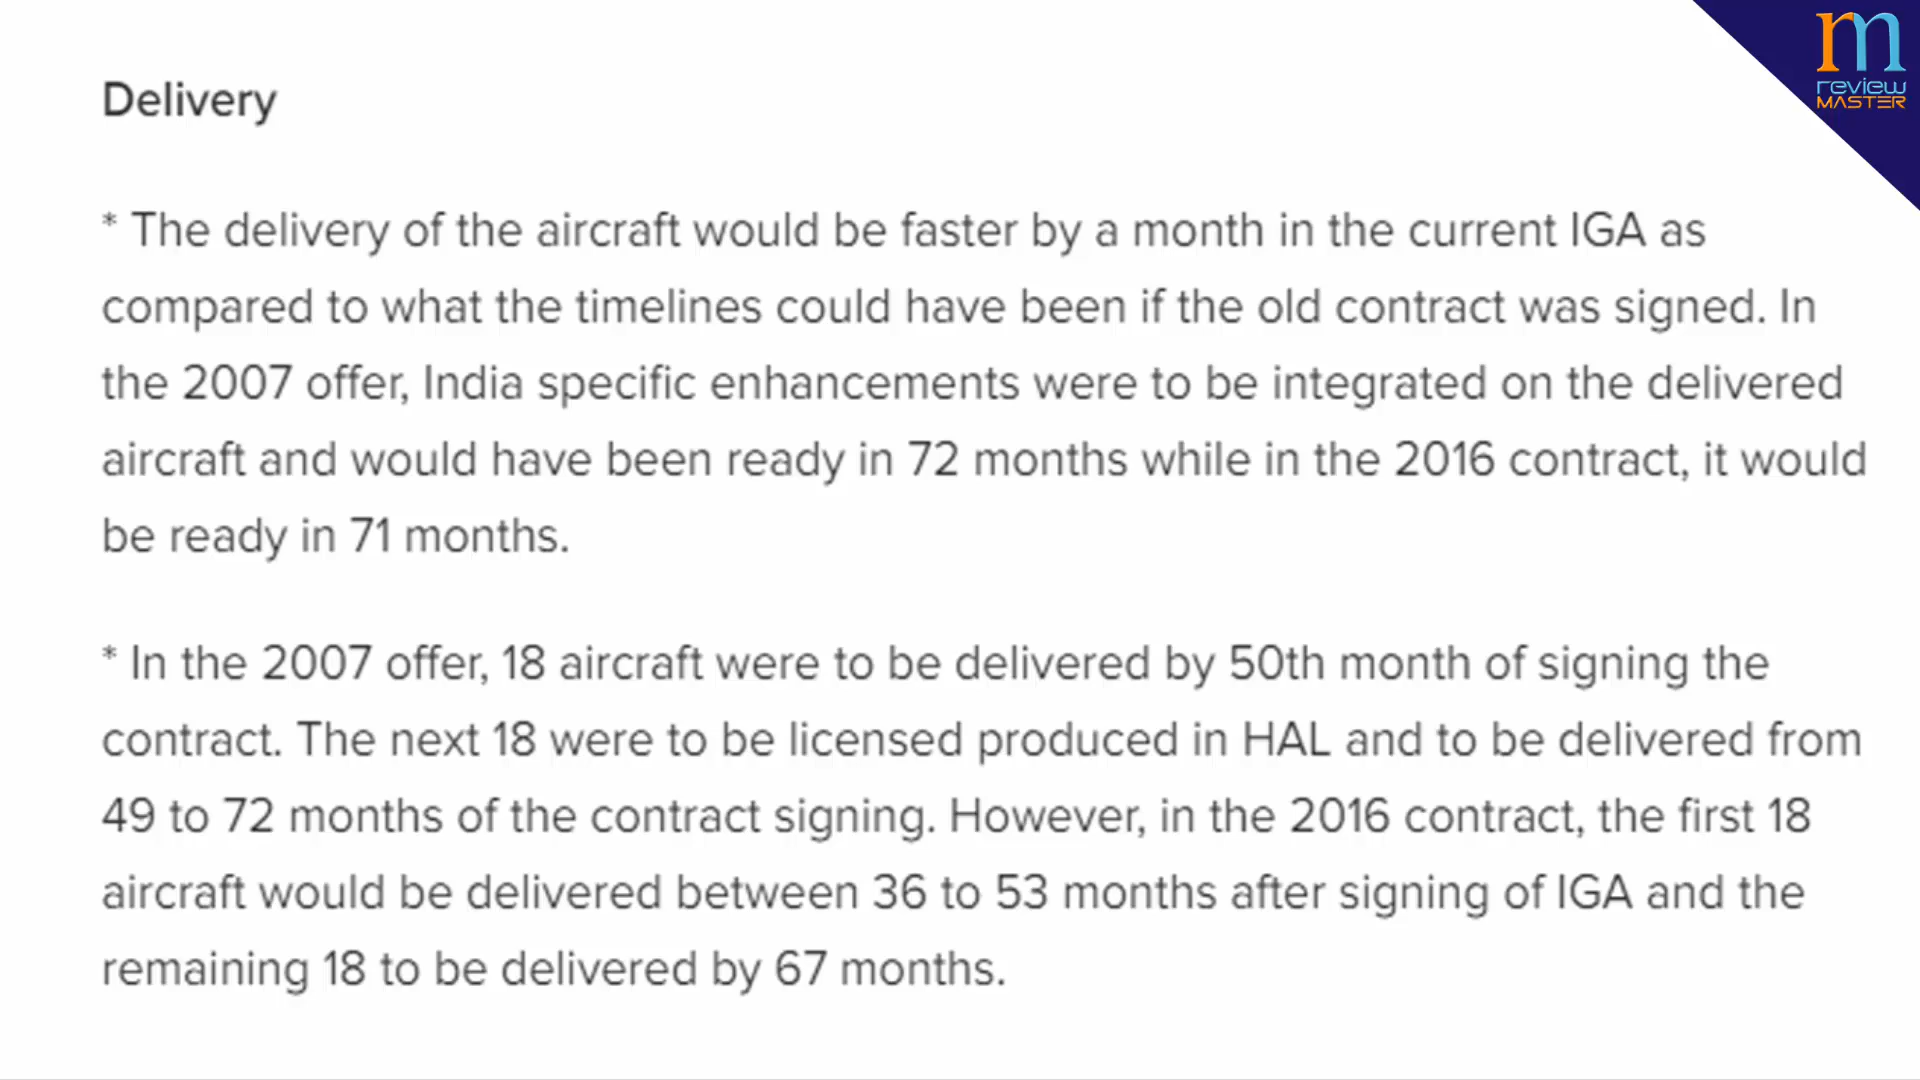 rm
review
MASTER
Delivery
* The delivery of the aircraft would be faster by a month in the current IGA as
compared to what the timelines could have been if the old contract was signed. In
the 2007 offer, India specific enhancements were to be integrated on the delivered
aircraft and would have been ready in 72 months while in the 2016 contract, it would
be ready in 71 months.
* In the 2007 offer, 18 aircraft were to be delivered by 50th month of signing the
contract. The next 18 were to be licensed produced in HAL and to be delivered from
49 to 72 months of the contract signing. However, in the 2016 contract, the first 18
aircraft would be delivered between 36 to 53 months after signing of IGA and the
remaining 18 to be delivered by 67 months.